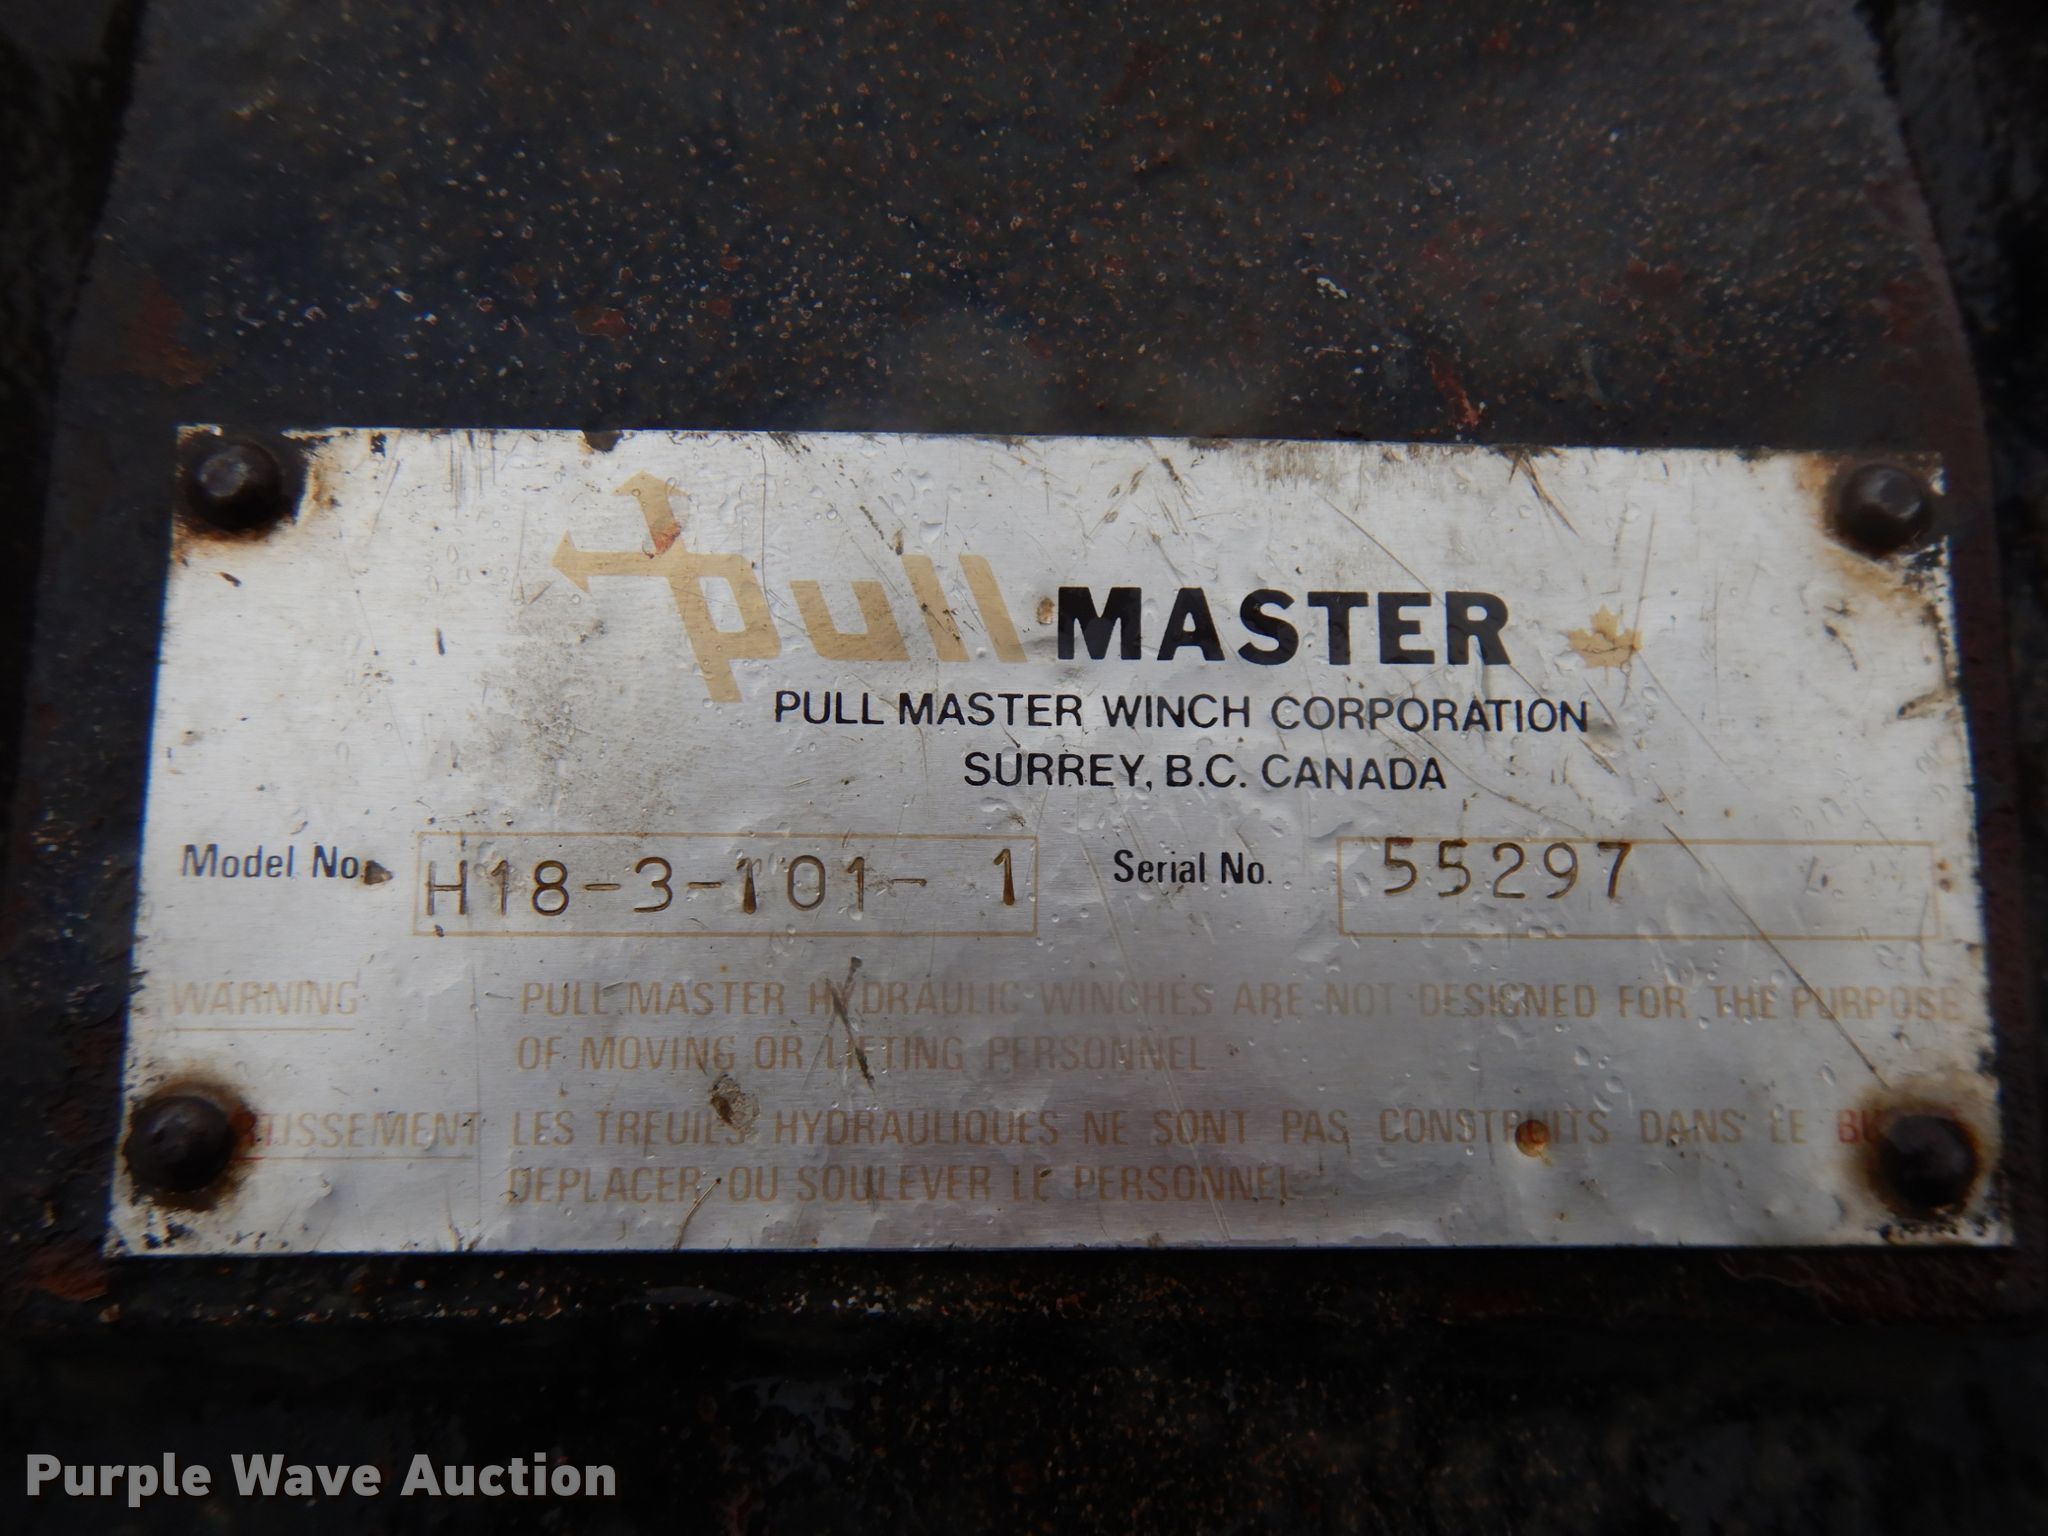 pull MASTER
PULL MASTER WINCH CORPORATION
SURREY, B.C. CANADA
Model No. H18-3-101- 1 Serial No. 55297
WARNING PULL MASTER HYDRAULIC WINCHES ARE NOT DESIGNED FOR THE PURPOSE
OF MOVING OR LIFTING PERSONNEL
LES TREUILS HYDRAULIQUES NE SONT PAS CONSTRUITS DANS LE
DEPLACER OU SOULEVER LE PERSONNEL
Purple Wave Auction